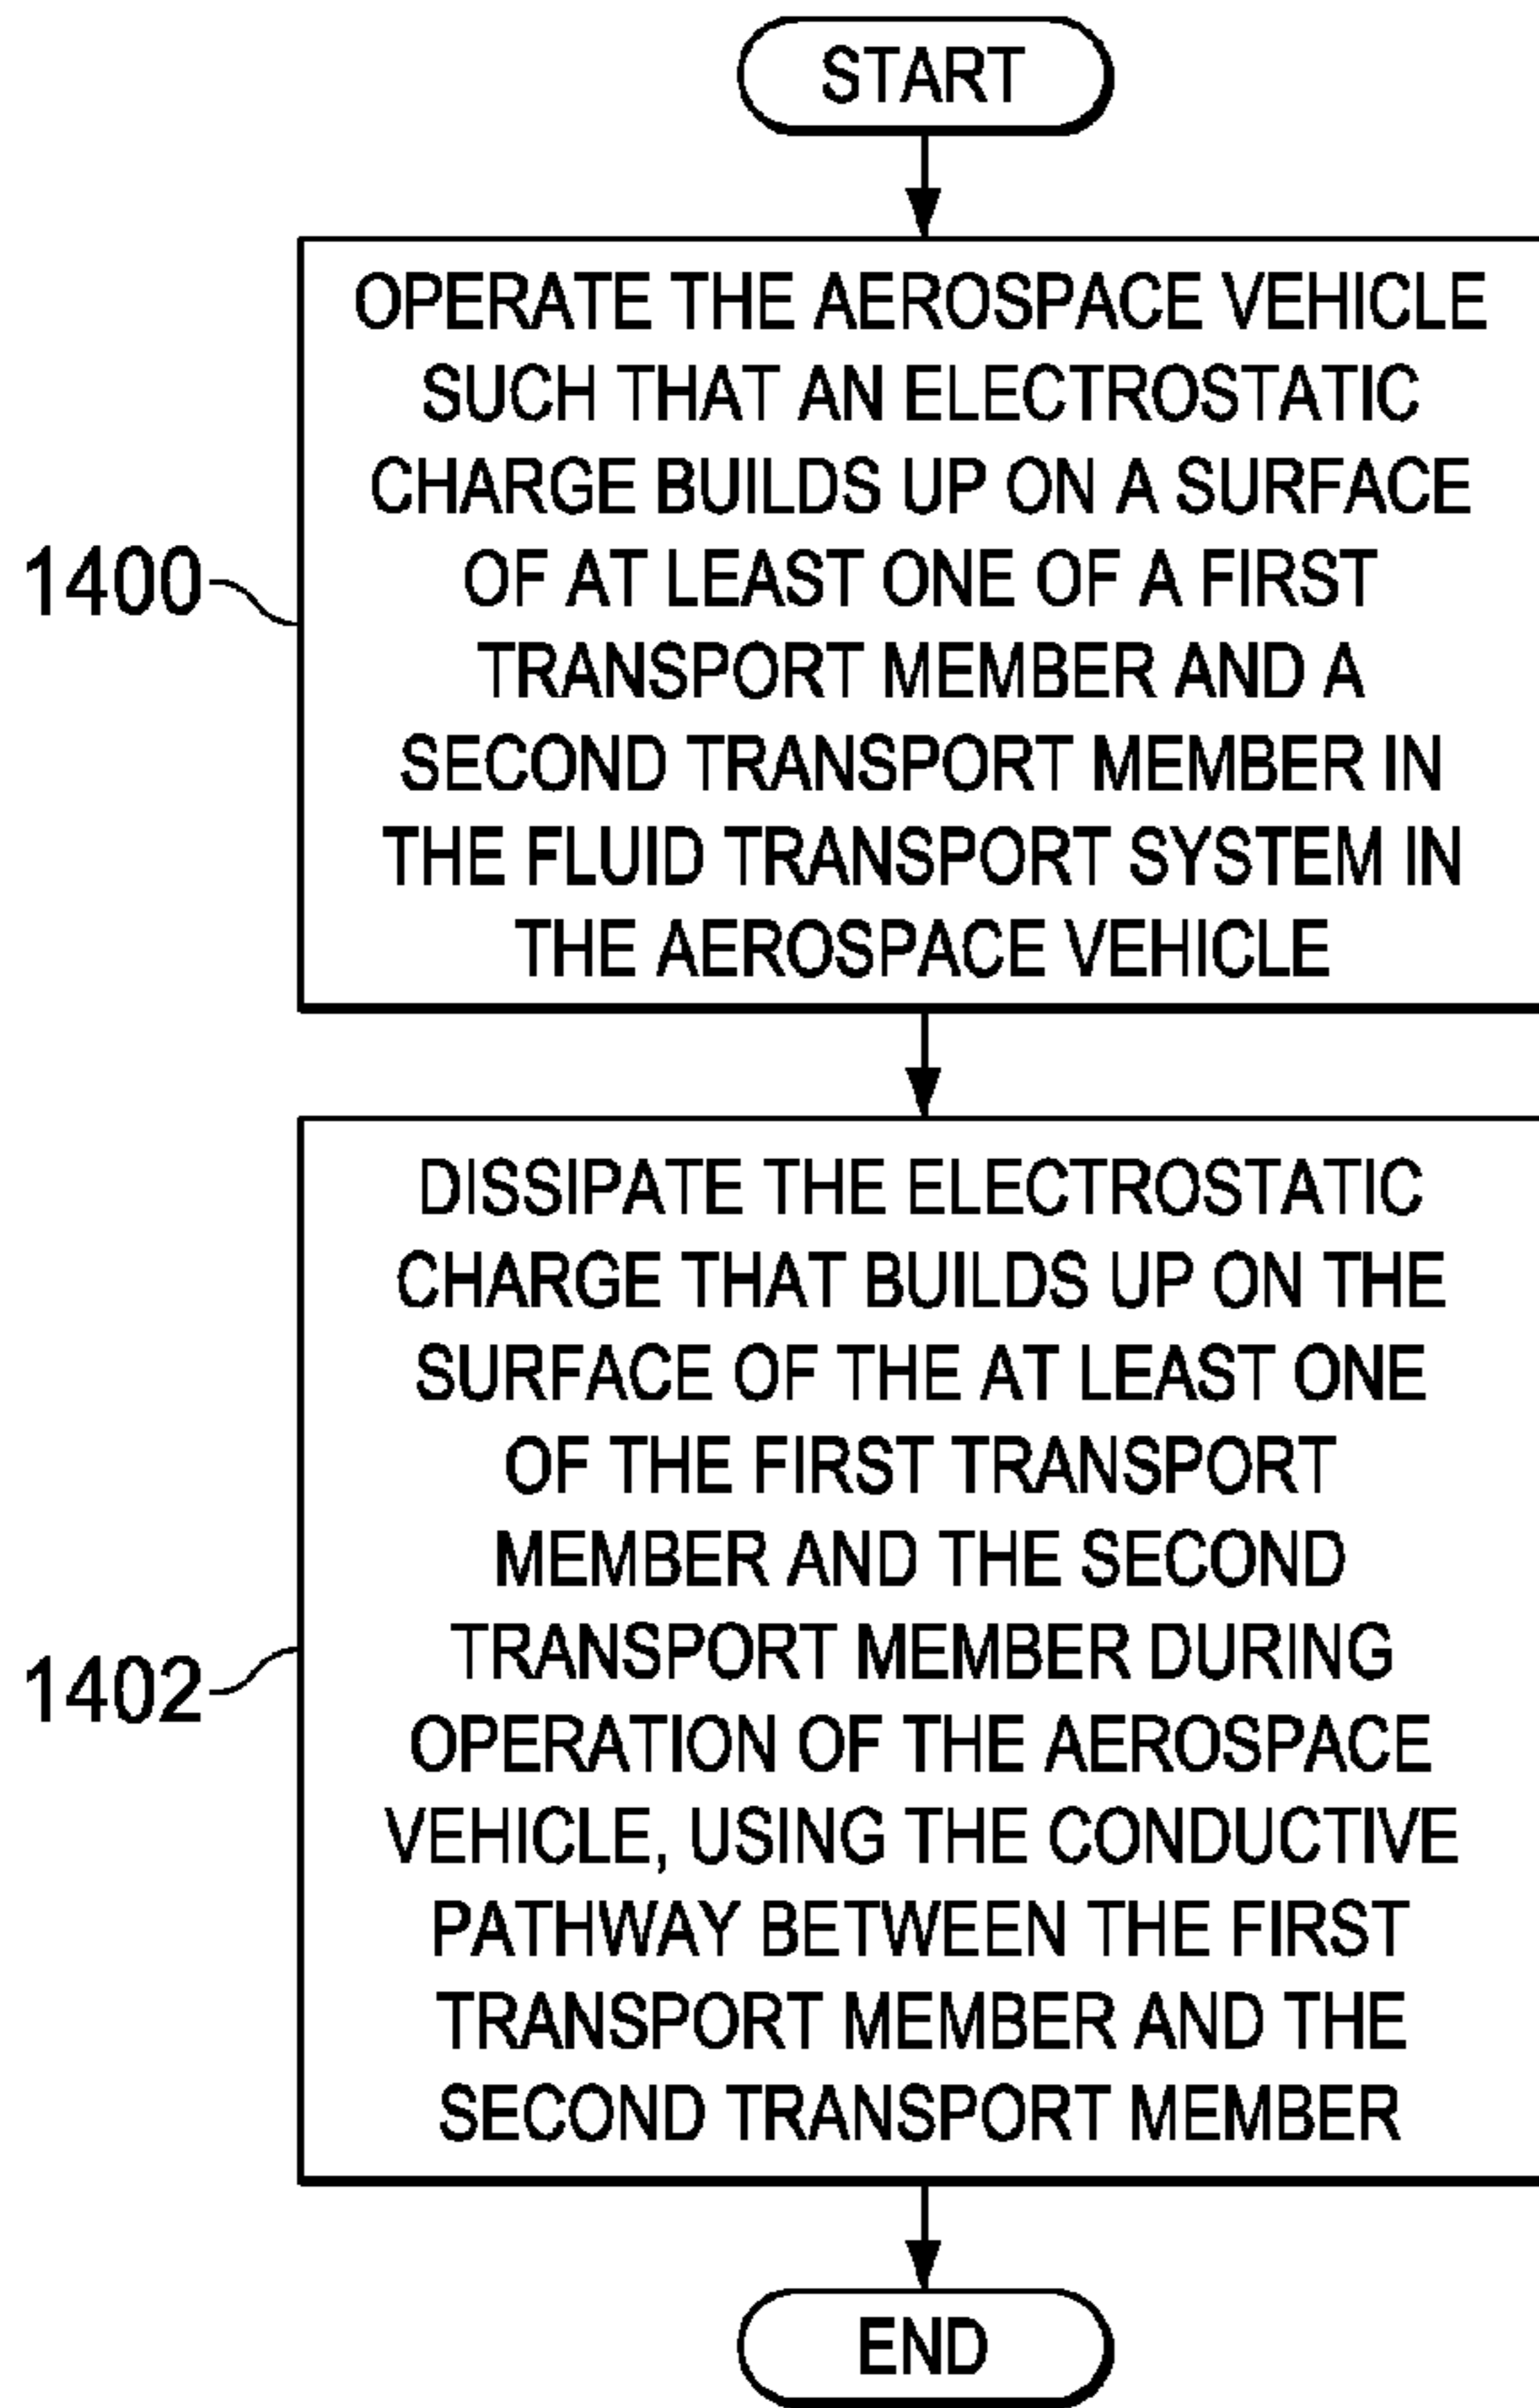 START
OPERATE THE AEROSPACE VEHICLE
SUCH THAT AN ELECTROSTATIC
CHARGE BUILDS UP ON A SURFACE
OF AT LEAST ONE OF A FIRST
TRANSPORT MEMBER AND A
SECOND TRANSPORT MEMBER IN
THE FLUID TRANSPORT SYSTEM IN
THE AEROSPACE VEHICLE
1400
DISSIPATE THE ELECTROSTATIC
CHARGE THAT BUILDS UP ON THE
SURFACE OF THE AT LEAST ONE
OF THE FIRST TRANSPORT
MEMBER AND THE SECOND
TRANSPORT MEMBER DURING
OPERATION OF THE AEROSPACE
VEHICLE, USING THE CONDUCTIVE
PATHWAY BETWEEN THE FIRST
TRANSPORT MEMBER AND THE
SECOND TRANSPORT MEMBER
1402
END